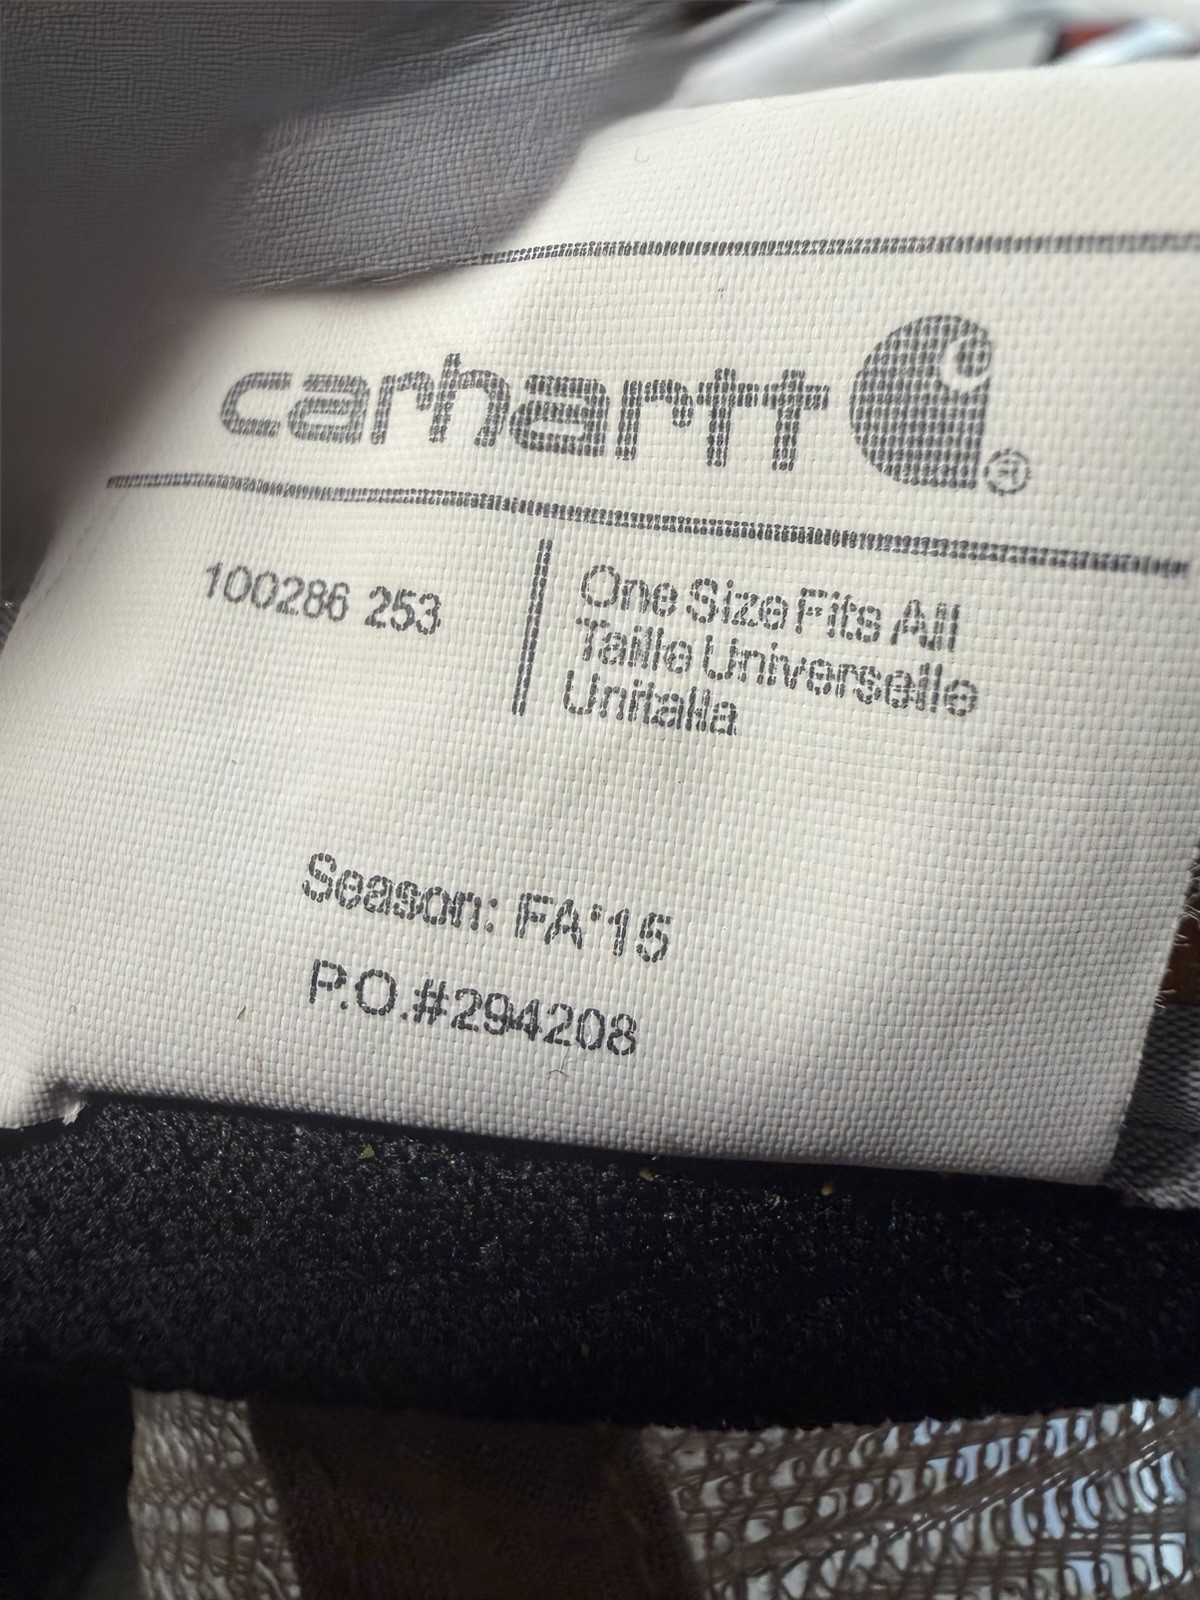 carhartt
100286 253
One Size Fits All
Taille Universelle
Unitalla
Season: FA'15
P.O.#294208